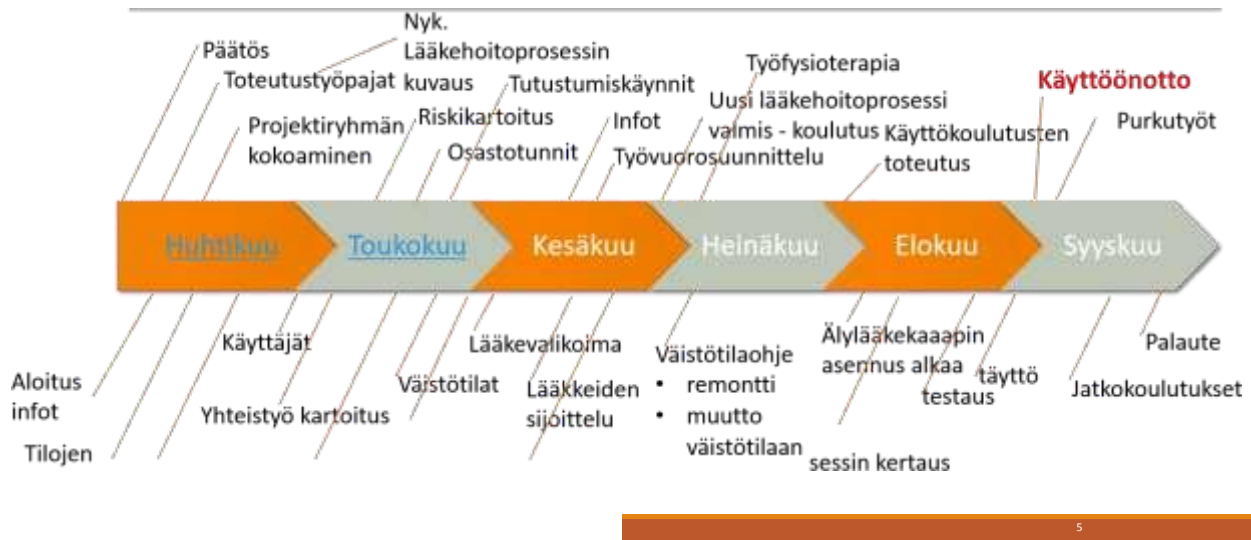 Päätös
Toteutustyöpajat
Projektiryhmän
kokoaminen
Nyk.
Lääkehoitoprosessin
kuvaus
Riskikartoitus
Osastotunnit
Tutustumiskäynnit
Infot
Työvuorosuunnittelu
Uusi lääkehoitoprosessi
valmis - koulutus
Työfysioterapia
Käyttökoulutusten
toteutus
Käyttöönotto
Purkutyöt
Huhtikuu
Toukokuu
Kesäkuu
Heinäkuu
Elokuu
Syyskuu
Aloitus
infot
Tilojen
Käyttäjät
Yhteistyö kartoitus
Väistötilat
Lääkevalikoima
Lääkkeiden
sijoittelu
Väistötilaohje
• remontti
• muutto
väistötilaan
Älylääkekaaapin
asennus alkaa
testaus
täyttö
sessin kertaus
Jatkokoulutukset
Palaute
5